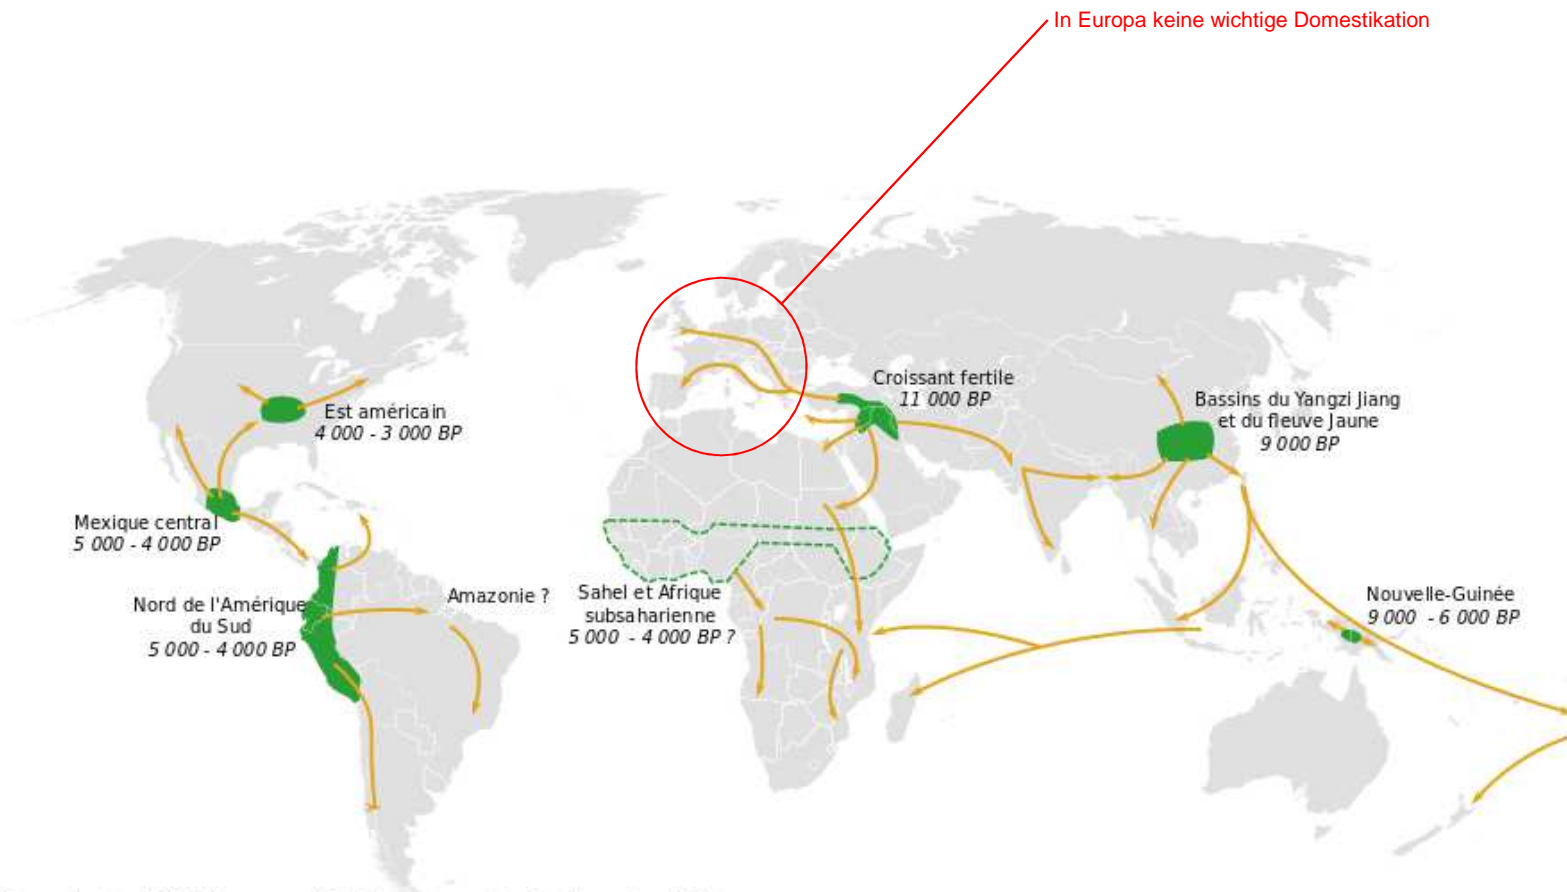 In Europa keine wichtige Domestikation
Croissant fertile
11 000 BP
Bassins du Yangzi Jiang
et du fleuve Jaune
9 000 BP
Est américain
4 000 - 3 000 BP
Mexique central
5 000 - 4 000 BP
Nord de l'Amérique
du Sud
5 000 - 4 000 BP
Amazonie ?
Sahel et Afrique
subsaharienne
5 000 - 4 000 BP ?
Nouvelle-Guinée
9 000 - 6 000 BP